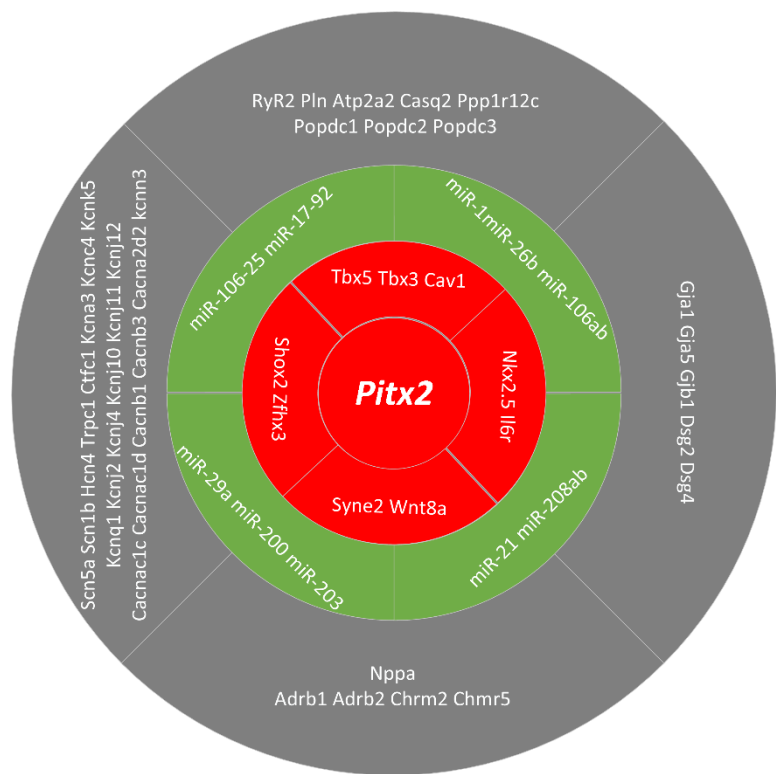 RyR2 Pln Atp2a2 Casq2 Ppp1r12c
Popdc1 Popdc2 Popdc3
Scn5a Scn1b Hcn4 Trpc1 Ctfc1 Kcna3 Kcnc4 Kcnk5
Kcnq1 Kcnj2 Kcnj4 Kcnj10 Kcnj11 Kcnj12
Cacnac1c Cacnac1d Cacnb1 Cacnb3 Cacna2d2 kcnn3
miR-106-25 miR-17-92
miR-1miR-26b miR-106ab
Tbx5 Tbx3 Cav1
Shox2 Zfhx3
Pitx2
Nkx2.5 Il6r
Gja1 Gja5 Gjb1 Dsg2 Dsg4
Syne2 Wnt8a
miR-29a miR-200 miR-203
miR-21 miR-208ab
Nppa
Adrb1 Adrb2 Chrm2 Chmr5